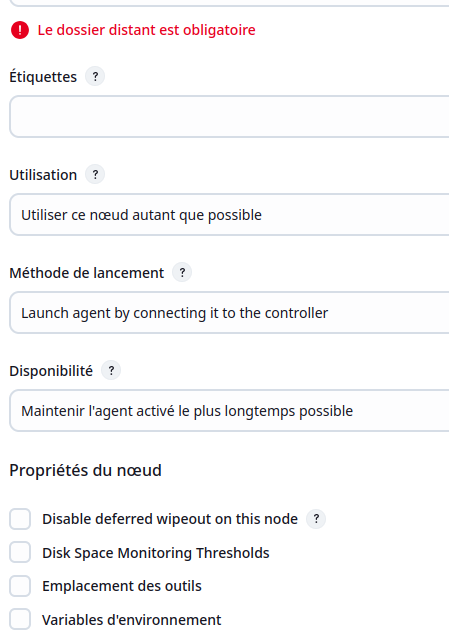 ! Le dossier distant est obligatoire
Étiquettes ?
Utilisation ?
Utiliser ce nœud autant que possible
Méthode de lancement ?
Launch agent by connecting it to the controller
Disponibilité ?
Maintenir l'agent activé le plus longtemps possible
Propriétés du nœud
Disable deferred wipeout on this node ?
Disk Space Monitoring Thresholds
Emplacement des outils
Variables d'environnement